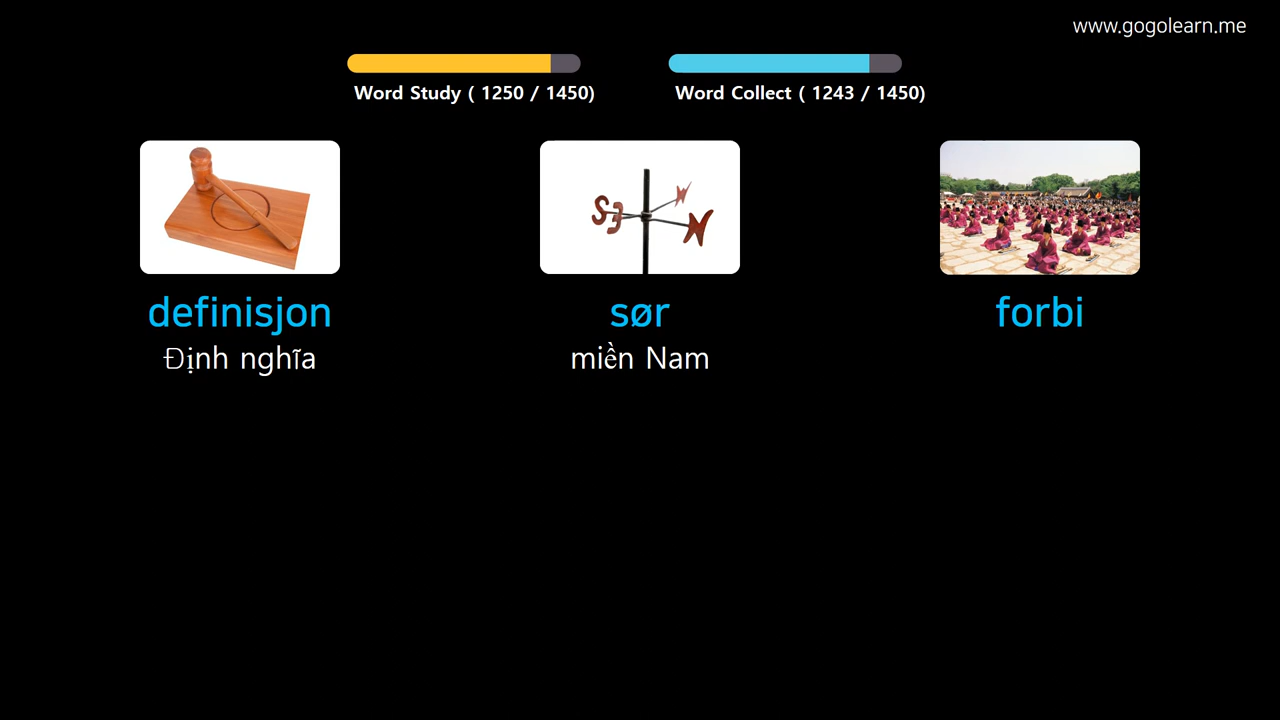 www.gogolearn.me
Word Study ( 1250 / 1450)
Word Collect ( 1243 / 1450)
definisjon
sør
forbi
Định nghĩa
miền Nam